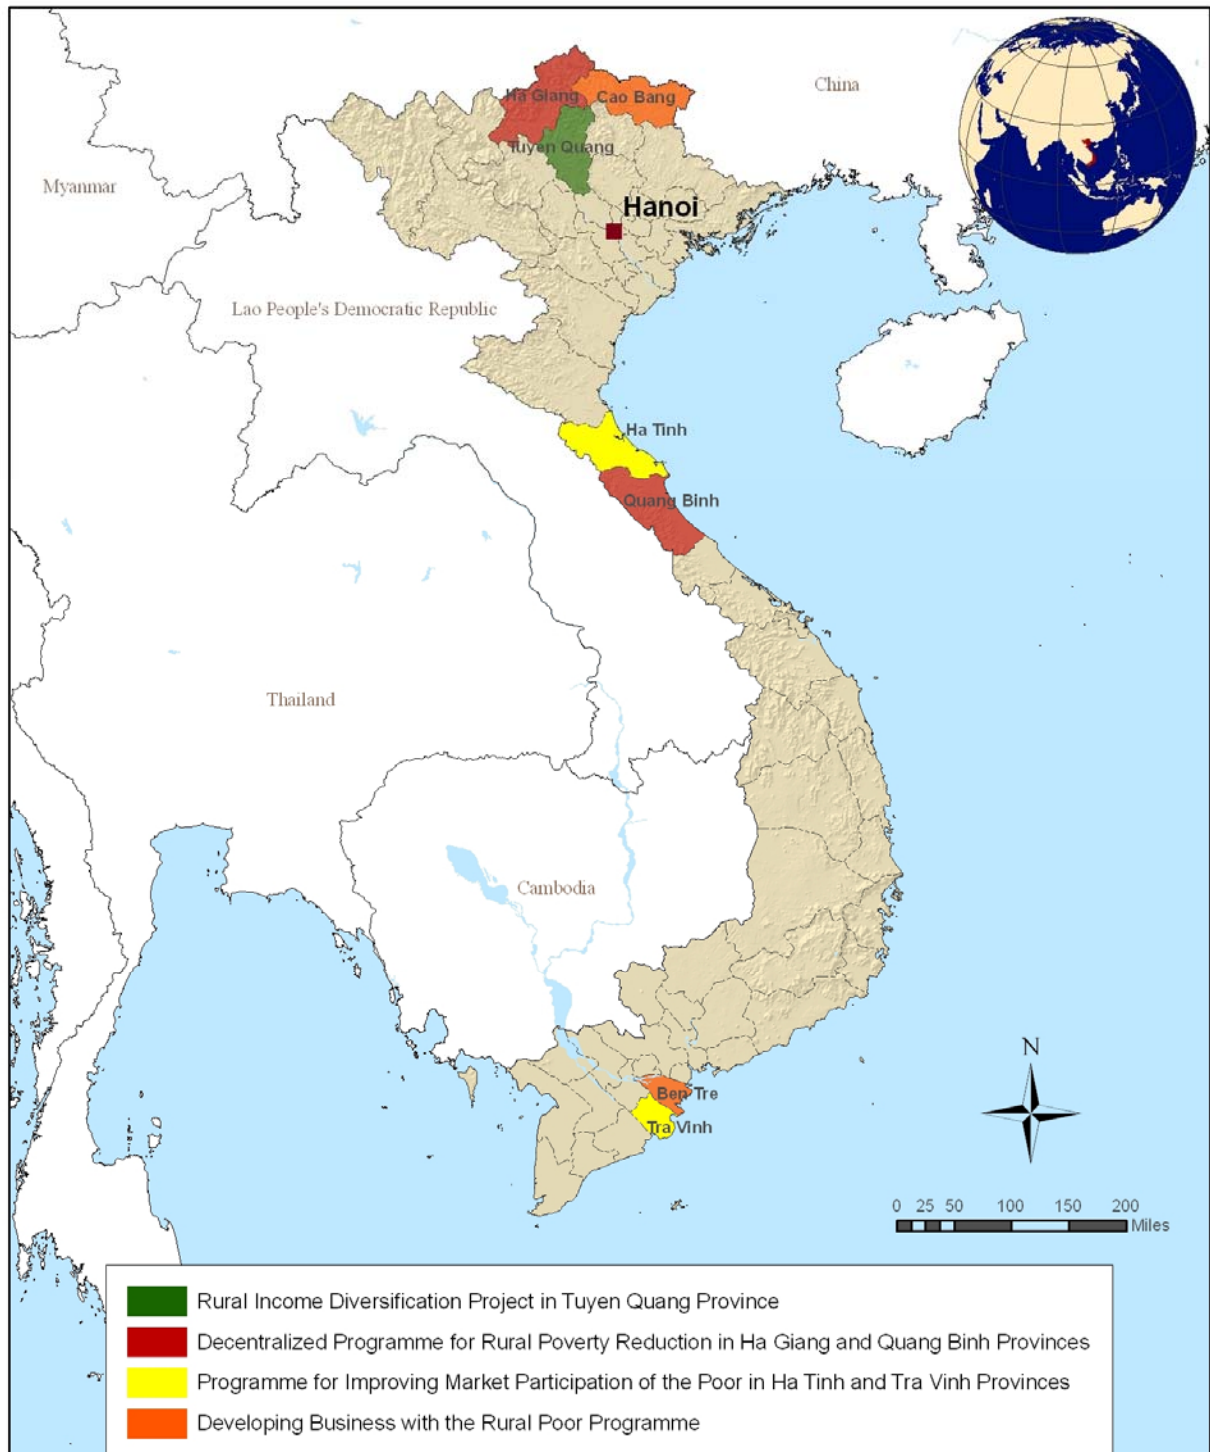 China
Ha Giang
Cao Bang
Tuyen Quang
Myanmar
Hanoi
Lao People's Democratic Republic
Ha Tinh
Quang Binh
Thailand
Cambodia
N
Ben Tre
Tra Vinh
0 25 50 100 150 200
Miles
Rural Income Diversification Project in Tuyen Quang Province
Decentralized Programme for Rural Poverty Reduction in Ha Giang and Quang Binh Provinces
Programme for Improving Market Participation of the Poor in Ha Tinh and Tra Vinh Provinces
Developing Business with the Rural Poor Programme